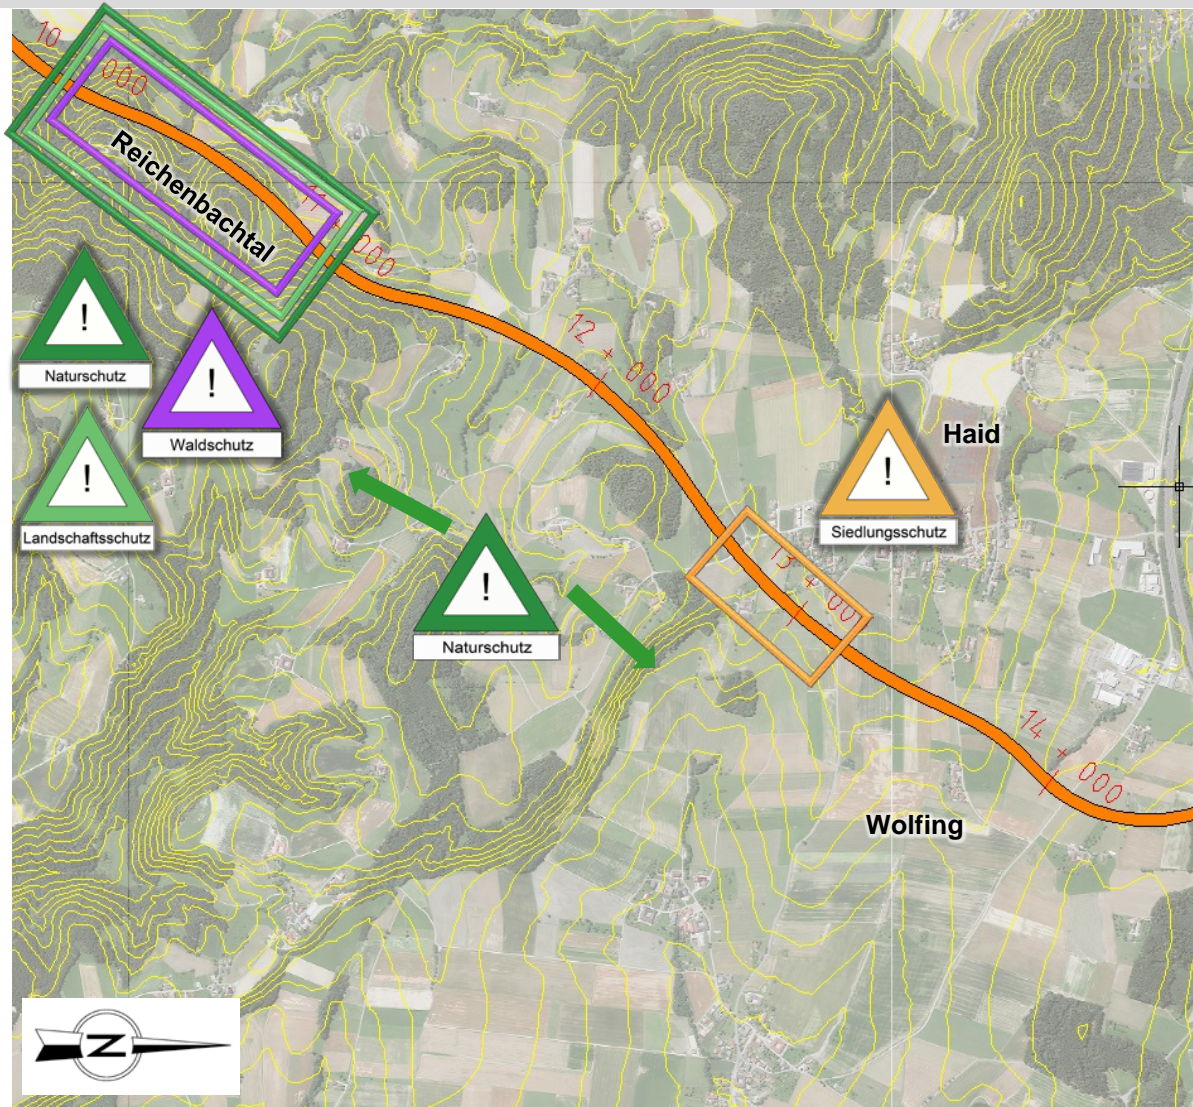 10
000
Reichenbachtal
11 + 000
12 + 000
Haid
Naturschutz
Waldschutz
Landschaftsschutz
Siedlungsschutz
13 + 00
Naturschutz
14 + 000
Wolfing
N